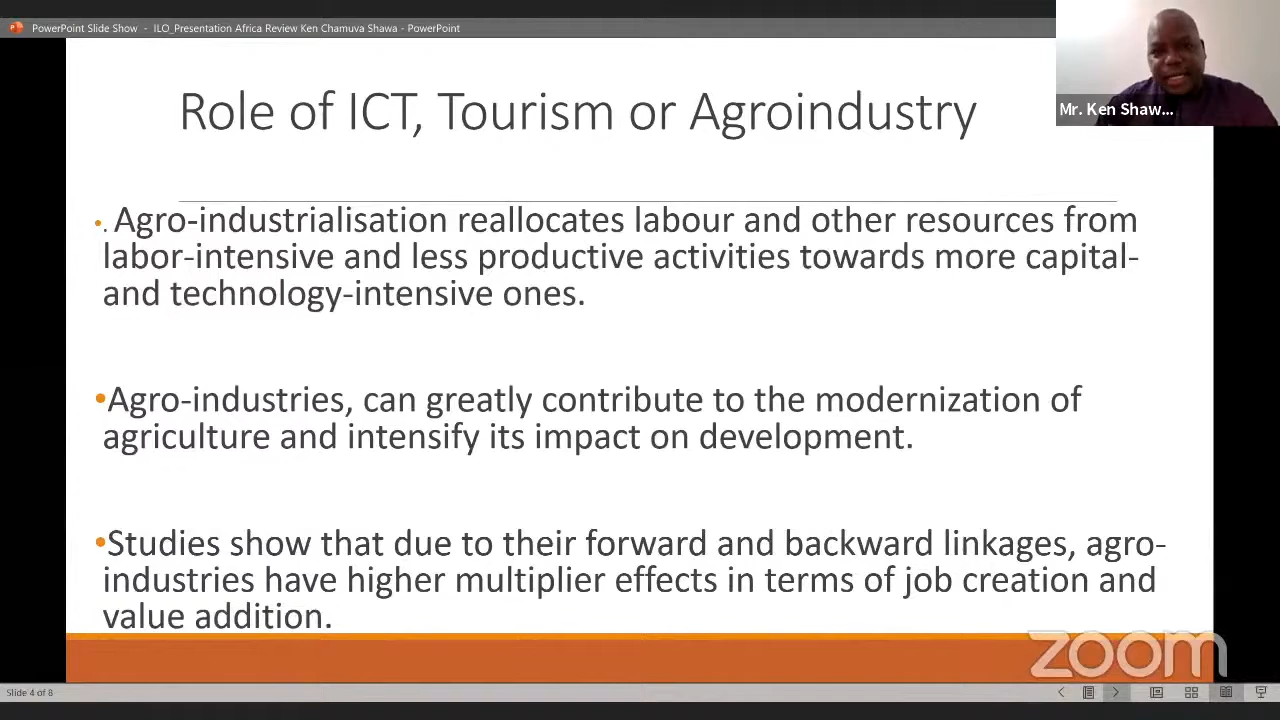 PowerPoint Slide Show - ILO_Presentation Africa Review Ken Chamuva Shawa - PowerPoint
Mr. Ken Shaw...
Role of ICT, Tourism or Agroindustry
•. Agro-industrialisation reallocates labour and other resources from
labor-intensive and less productive activities towards more capital-
and technology-intensive ones.
•Agro-industries, can greatly contribute to the modernization of
agriculture and intensify its impact on development.
•Studies show that due to their forward and backward linkages, agro-
industries have higher multiplier effects in terms of job creation and
value addition.
zoom
Slide 4 of 8